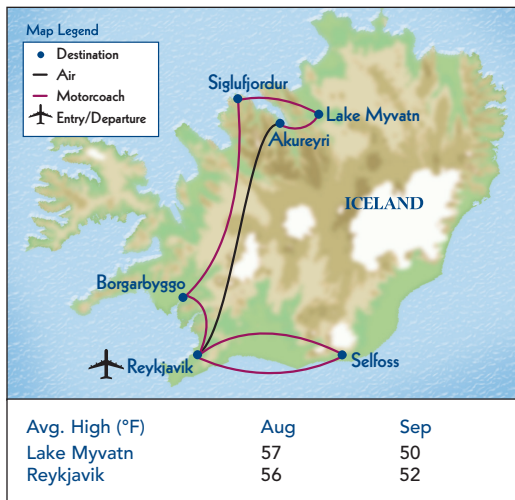 Map Legend
Destination
Air
Motorcoach
Entry/Departure
Siglufjordur
Lake Myvatn
Akureyri
ICELAND
Borgarbyggo
Reykjavik
Selfoss
Avg. High (°F) Aug Sep
Lake Myvatn 57 50
Reykjavik 56 52